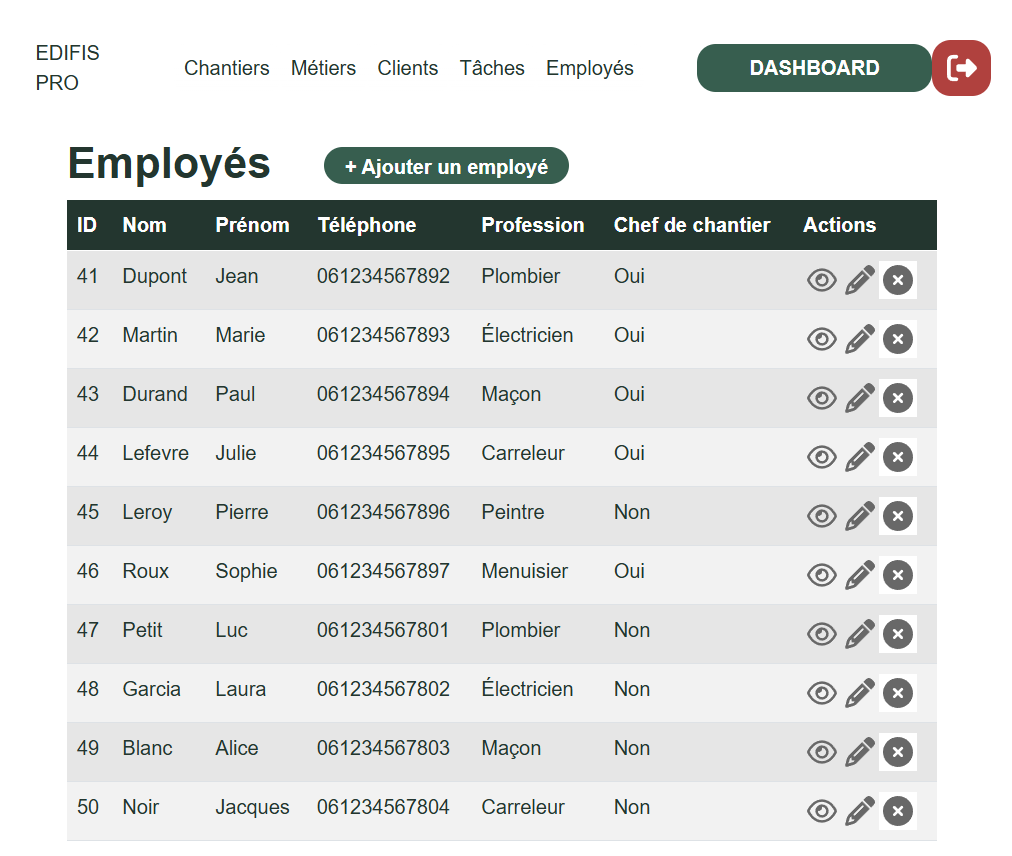 EDIFIS
PRO
Chantiers Métiers Clients Tâches Employés
DASHBOARD
Employés
+ Ajouter un employé
ID Nom Prénom Téléphone Profession Chef de chantier Actions
41 Dupont Jean 061234567892 Plombier Oui
42 Martin Marie 061234567893 Électricien Oui
43 Durand Paul 061234567894 Maçon Oui
44 Lefevre Julie 061234567895 Carreleur Oui
45 Leroy Pierre 061234567896 Peintre Non
46 Roux Sophie 061234567897 Menuisier Oui
47 Petit Luc 061234567801 Plombier Non
48 Garcia Laura 061234567802 Électricien Non
49 Blanc Alice 061234567803 Maçon Non
50 Noir Jacques 061234567804 Carreleur Non